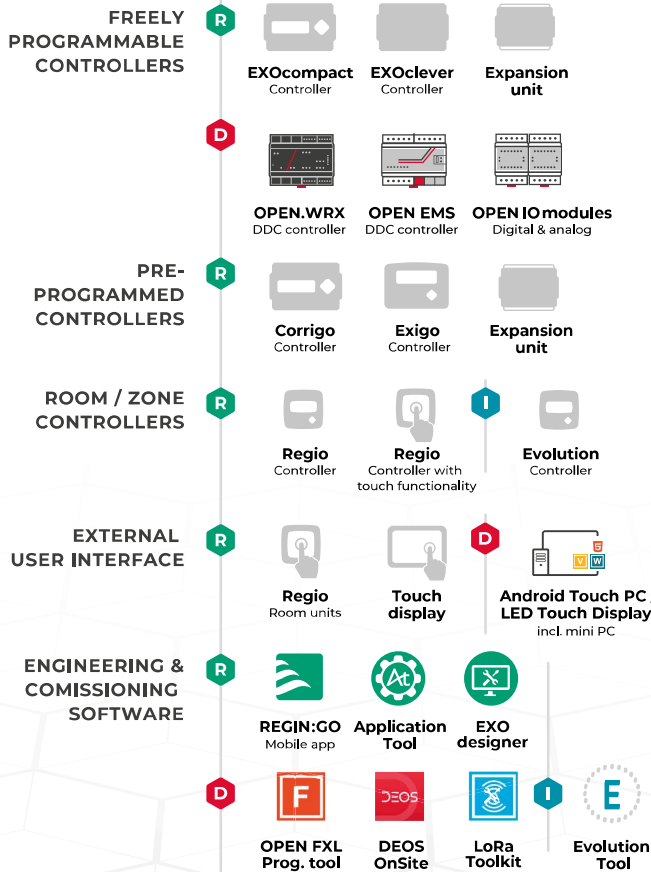 FREELY
PROGRAMMABLE
CONTROLLERS
R
EXOcompact
Controller
EXOclever
Controller
Expansion
unit
D
OPEN.WRX
DDC controller
OPEN EMS
DDC controller
OPEN IO modules
Digital & analog
PRE-
PROGRAMMED
CONTROLLERS
R
Corrigo
Controller
Exigo
Controller
Expansion
unit
ROOM / ZONE
CONTROLLERS
R
Regio
Controller
Regio
Controller with
touch functionality
I
Evolution
Controller
EXTERNAL
USER INTERFACE
R
Regio
Room units
Touch
display
D
5
V W
Android Touch PC /
LED Touch Display
incl. mini PC
ENGINEERING &
COMISSIONING
SOFTWARE
R
REGIN:GO
Mobile app
At
Application
Tool
EXO
designer
D
F
OPEN FXL
Prog. tool
DEOS
DEOS
OnSite
LoRa
Toolkit
I
E
Evolution
Tool